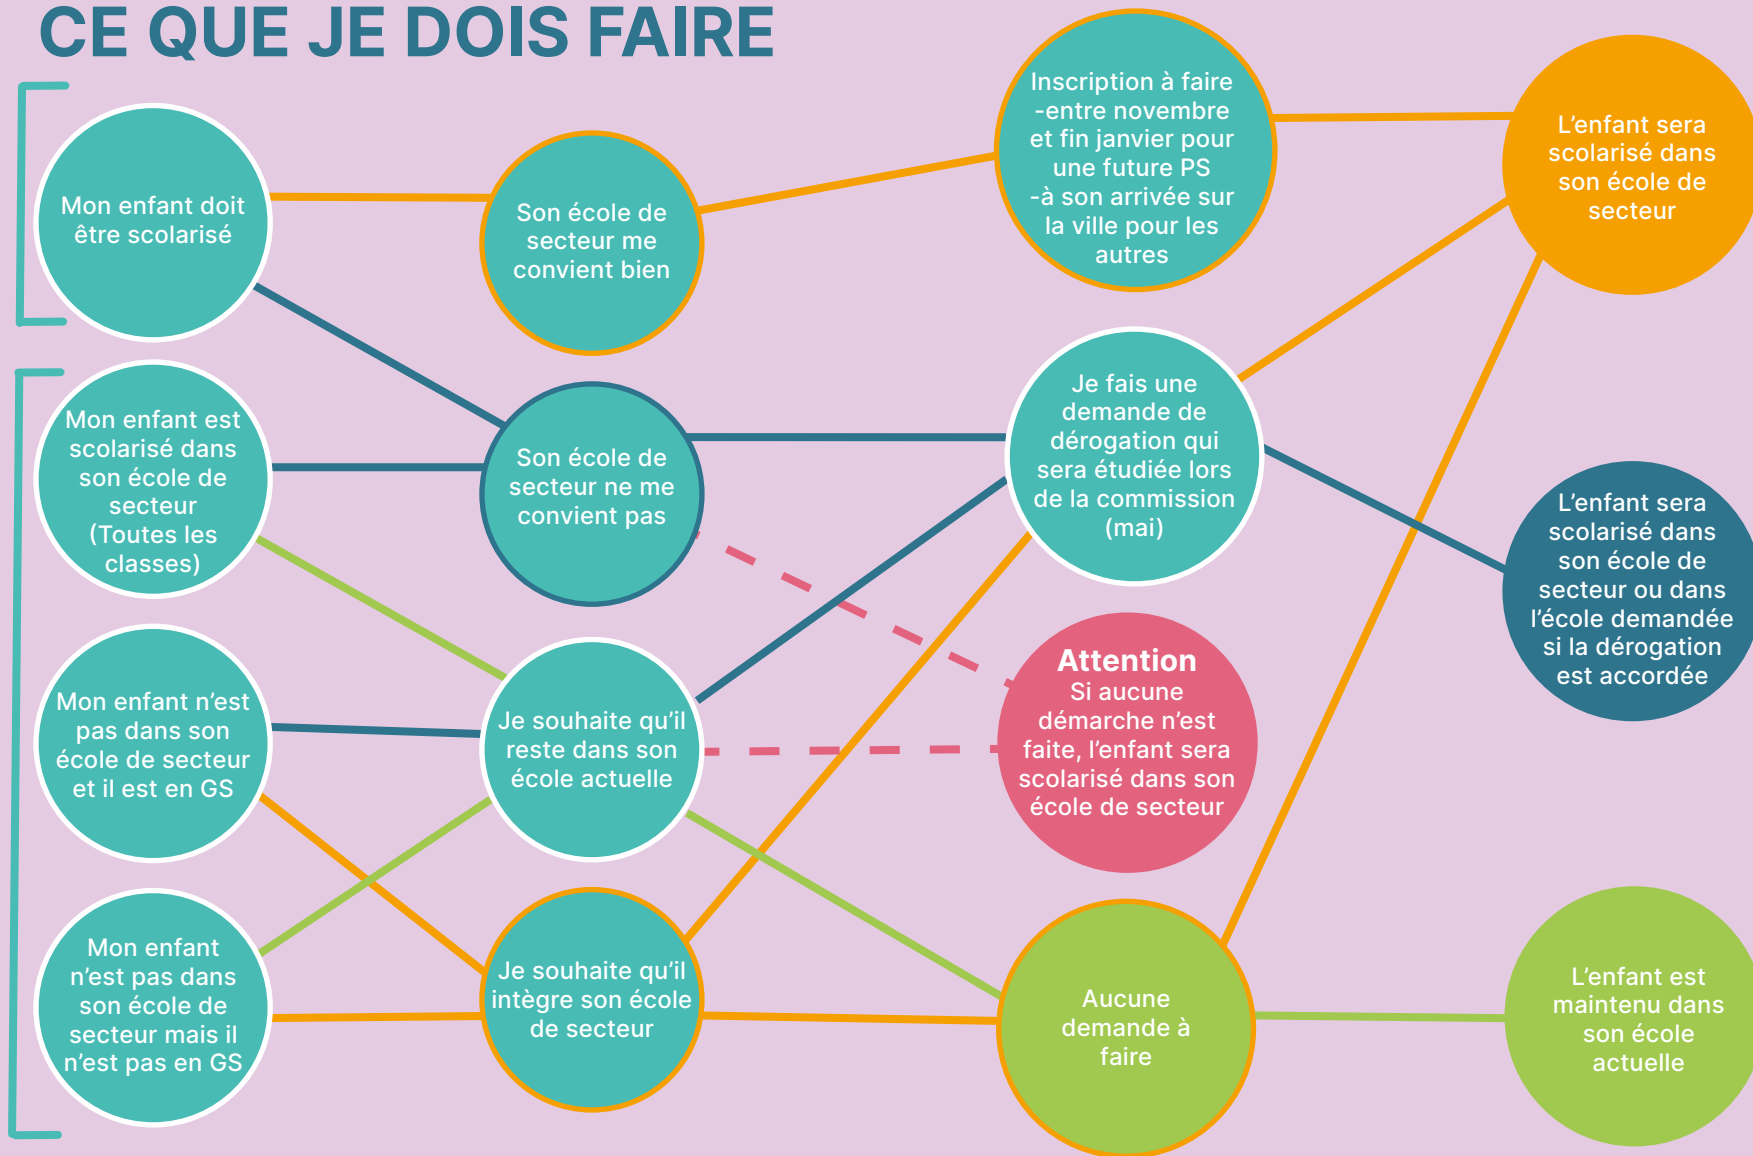 CE QUE JE DOIS FAIRE
Mon enfant doit
être scolarisé
Son école de
secteur me
convient bien
Inscription à faire
-entre novembre
et fin janvier pour
une future PS
-à son arrivée sur
la ville pour les
autres
L'enfant sera
scolarisé dans
son école de
secteur
Mon enfant est
scolarisé dans
son école de
secteur
(Toutes les
classes)
Son école de
secteur ne me
convient pas
Je fais une
demande de
dérogation qui
sera étudiée lors
de la commission
(mai)
L'enfant sera
scolarisé dans
son école de
secteur ou dans
l'école demandée
si la dérogation
est accordée
Mon enfant n'est
pas dans son
école de secteur
et il est en GS
Je souhaite qu'il
reste dans son
école actuelle
Attention
Si aucune
démarche n'est
faite, l'enfant sera
scolarisé dans son
école de secteur
Mon enfant
n'est pas dans
son école de
secteur mais il
n'est pas en GS
Je souhaite qu'il
intègre son école
de secteur
Aucune
demande à
faire
L'enfant est
maintenu dans
son école
actuelle